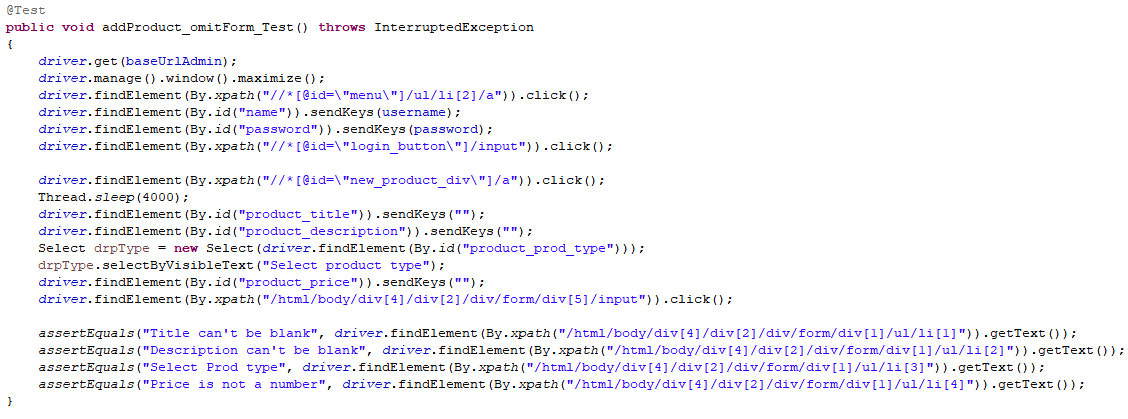 @Test
public void addProduct_omitForm_Test() throws InterruptedException
{
driver.get(baseUrlAdmin);
driver.manage().window().maximize();
driver.findElement(By.xpath("//*[@id=\"menu\"]/ul/li[2]/a")).click();
driver.findElement(By.id("name")).sendKeys(username);
driver.findElement(By.id("password")).sendKeys(password);
driver.findElement(By.xpath("//*[@id=\"login_button\"]/input")).click();
driver.findElement(By.xpath("//*[@id=\"new_product_div\"]/a")).click();
Thread.sleep(4000);
driver.findElement(By.id("product_title")).sendKeys("");
driver.findElement(By.id("product_description")).sendKeys("");
Select drpType = new Select(driver.findElement(By.id("product_prod_type")));
drpType.selectByVisibleText("Select product type");
driver.findElement(By.id("product_price")).sendKeys("");
driver.findElement(By.xpath("/html/body/div[4]/div[2]/div/form/div[5]/input")).click();
assertEquals("Title can't be blank", driver.findElement(By.xpath("/html/body/div[4]/div[2]/div/form/div[1]/ul/li[1]")).getText());
assertEquals("Description can't be blank", driver.findElement(By.xpath("/html/body/div[4]/div[2]/div/form/div[1]/ul/li[2]")).getText());
assertEquals("Select Prod type", driver.findElement(By.xpath("/html/body/div[4]/div[2]/div/form/div[1]/ul/li[3]")).getText());
assertEquals("Price is not a number", driver.findElement(By.xpath("/html/body/div[4]/div[2]/div/form/div[1]/ul/li[4]")).getText());
}